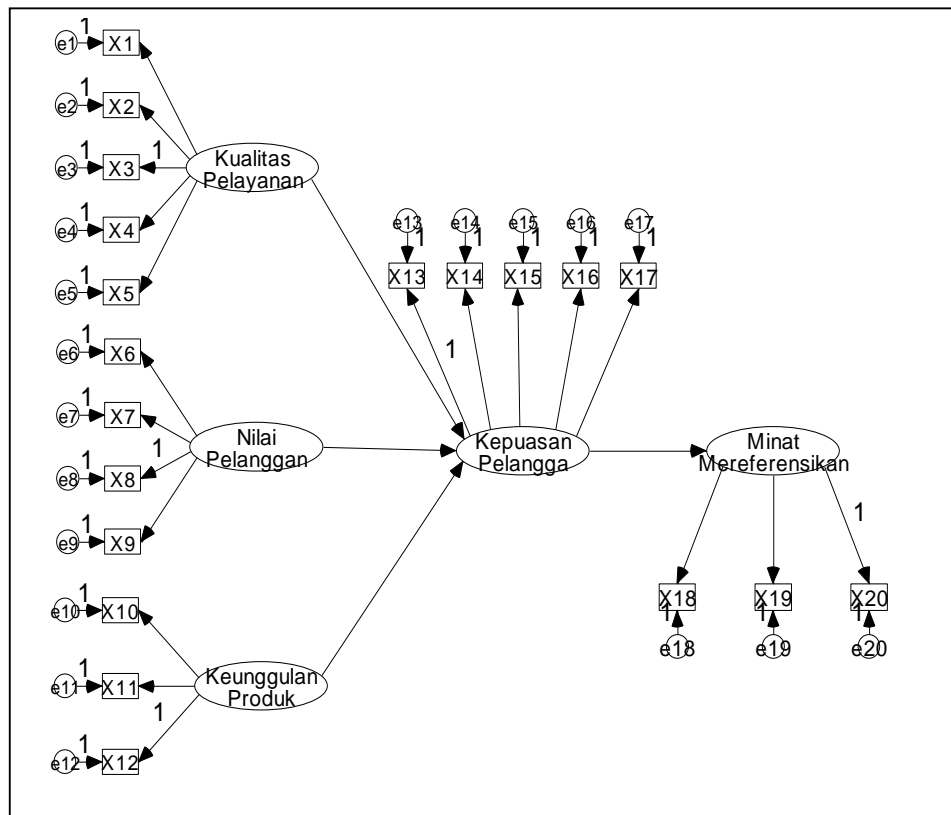 e1 1 X1
e2 1 X2
e3 1 X3 1
e4 1 X4
e5 1 X5
Kualitas
Pelayanan
e13 e14 e15 e16 e17
1 1 1 1 1
X13 X14 X15 X16 X17
1
e6 1 X6
e7 1 X7
e8 1 X8 1
e9 1 X9
Nilai
Pelanggan
Kepuasan
Pelangga
Minat
Mereferensikan
1
X18 X19 X20
1 1 1
e18 e19 e20
e10 1 X10
e11 1 X11
1
e12 1 X12
Keunggulan
Produk